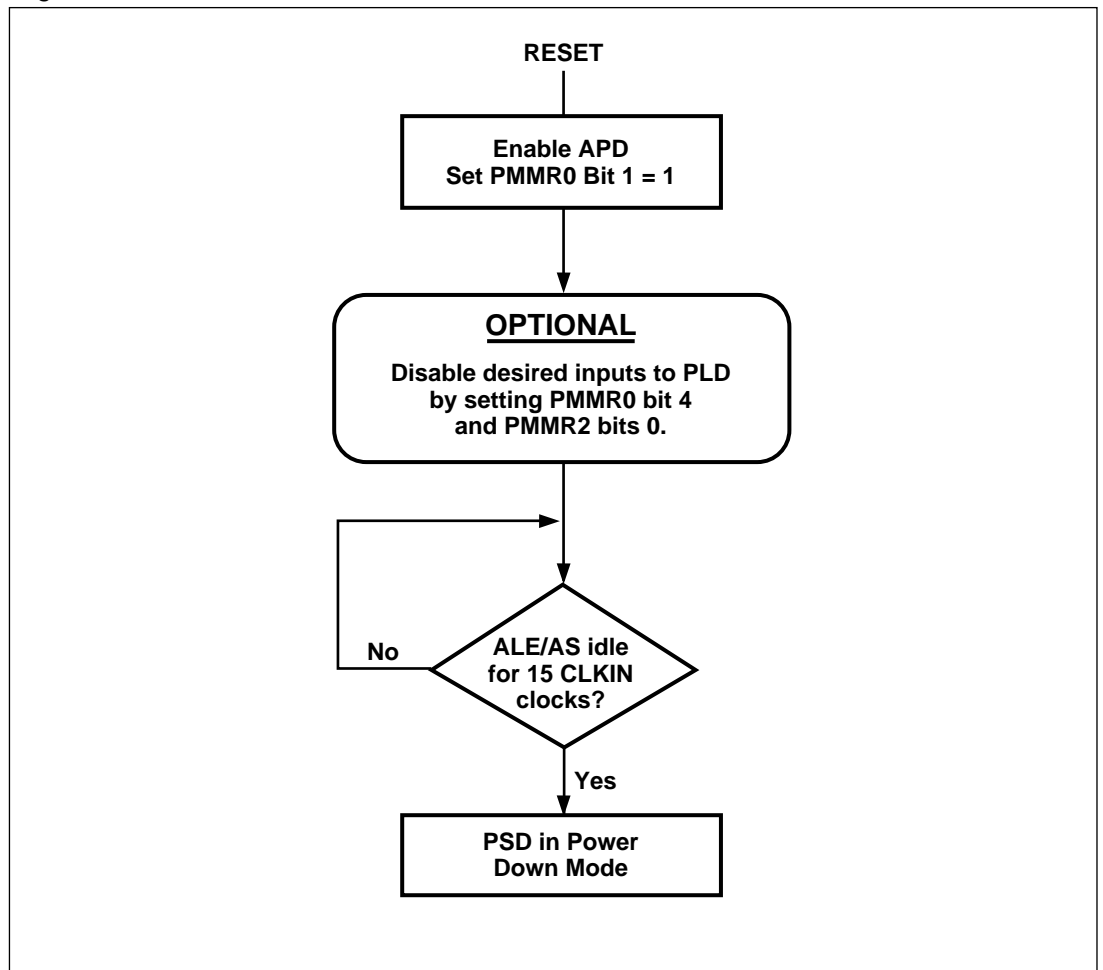 RESET
Enable APD
Set PMMR0 Bit 1 = 1
OPTIONAL
Disable desired inputs to PLD
by setting PMMR0 bit 4
and PMMR2 bits 0.
No
ALE/AS idle
for 15 CLKIN
clocks?
Yes
PSD in Power
Down Mode